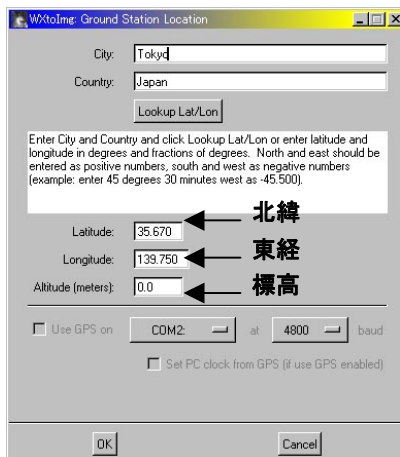 WXtoImg: Ground Station Location
City: Tokyo
Country: Japan
Lookup Lat/Lon
Enter City and Country and click Lookup Lat/Lon or enter latitude and
longitude in degrees and fractions of degrees. North and east should be
entered as positive numbers, south and west as negative numbers
(example: enter 45 degrees 30 minutes west as -45.500).
北緯
Latitude: 35.670
東経
Longitude: 139.750
標高
Altitude (meters): 0.0
Use GPS on COM2: at 4800 baud
Set PC clock from GPS (if use GPS enabled)
OK Cancel